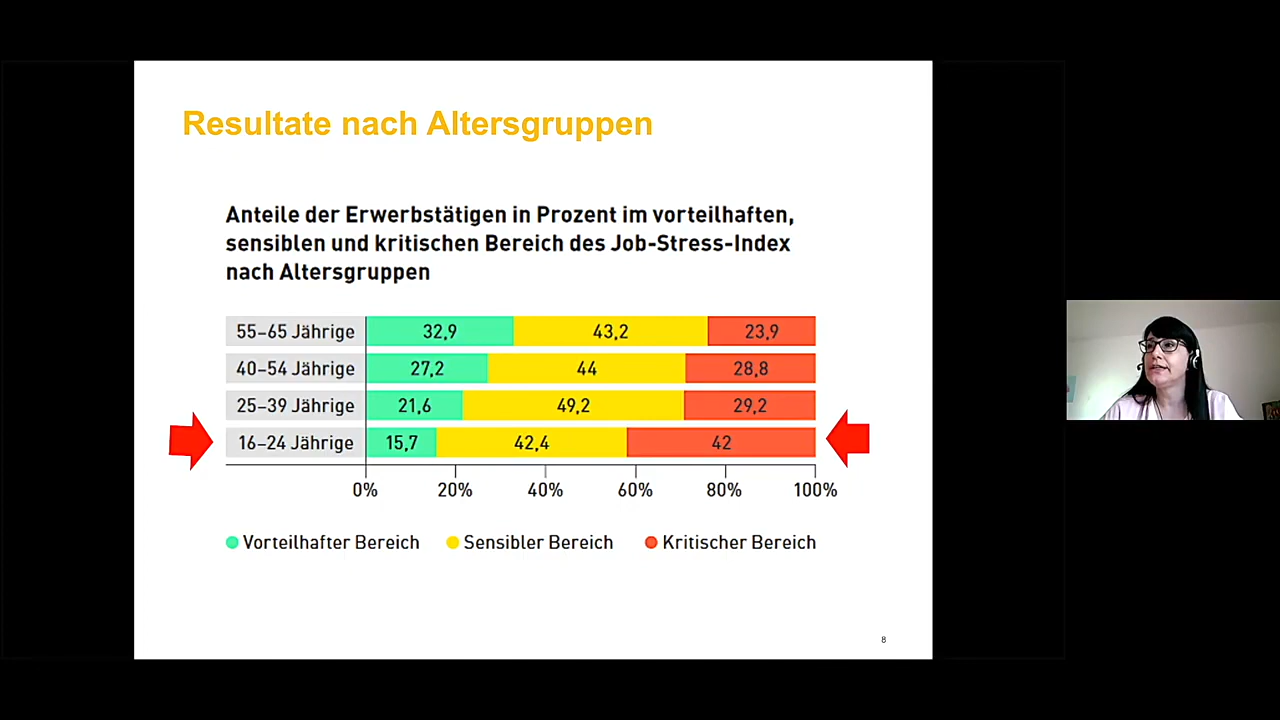 Resultate nach Altersgruppen
Anteile der Erwerbstätigen in Prozent im vorteilhaften,
sensiblen und kritischen Bereich des Job-Stress-Index
nach Altersgruppen
55–65 Jährige 32,9 43,2 23,9
40–54 Jährige 27,2 44 28,8
25–39 Jährige 21,6 49,2 29,2
16–24 Jährige 15,7 42,4 42
0% 20% 40% 60% 80% 100%
Vorteilhafter Bereich Sensibler Bereich Kritischer Bereich
8